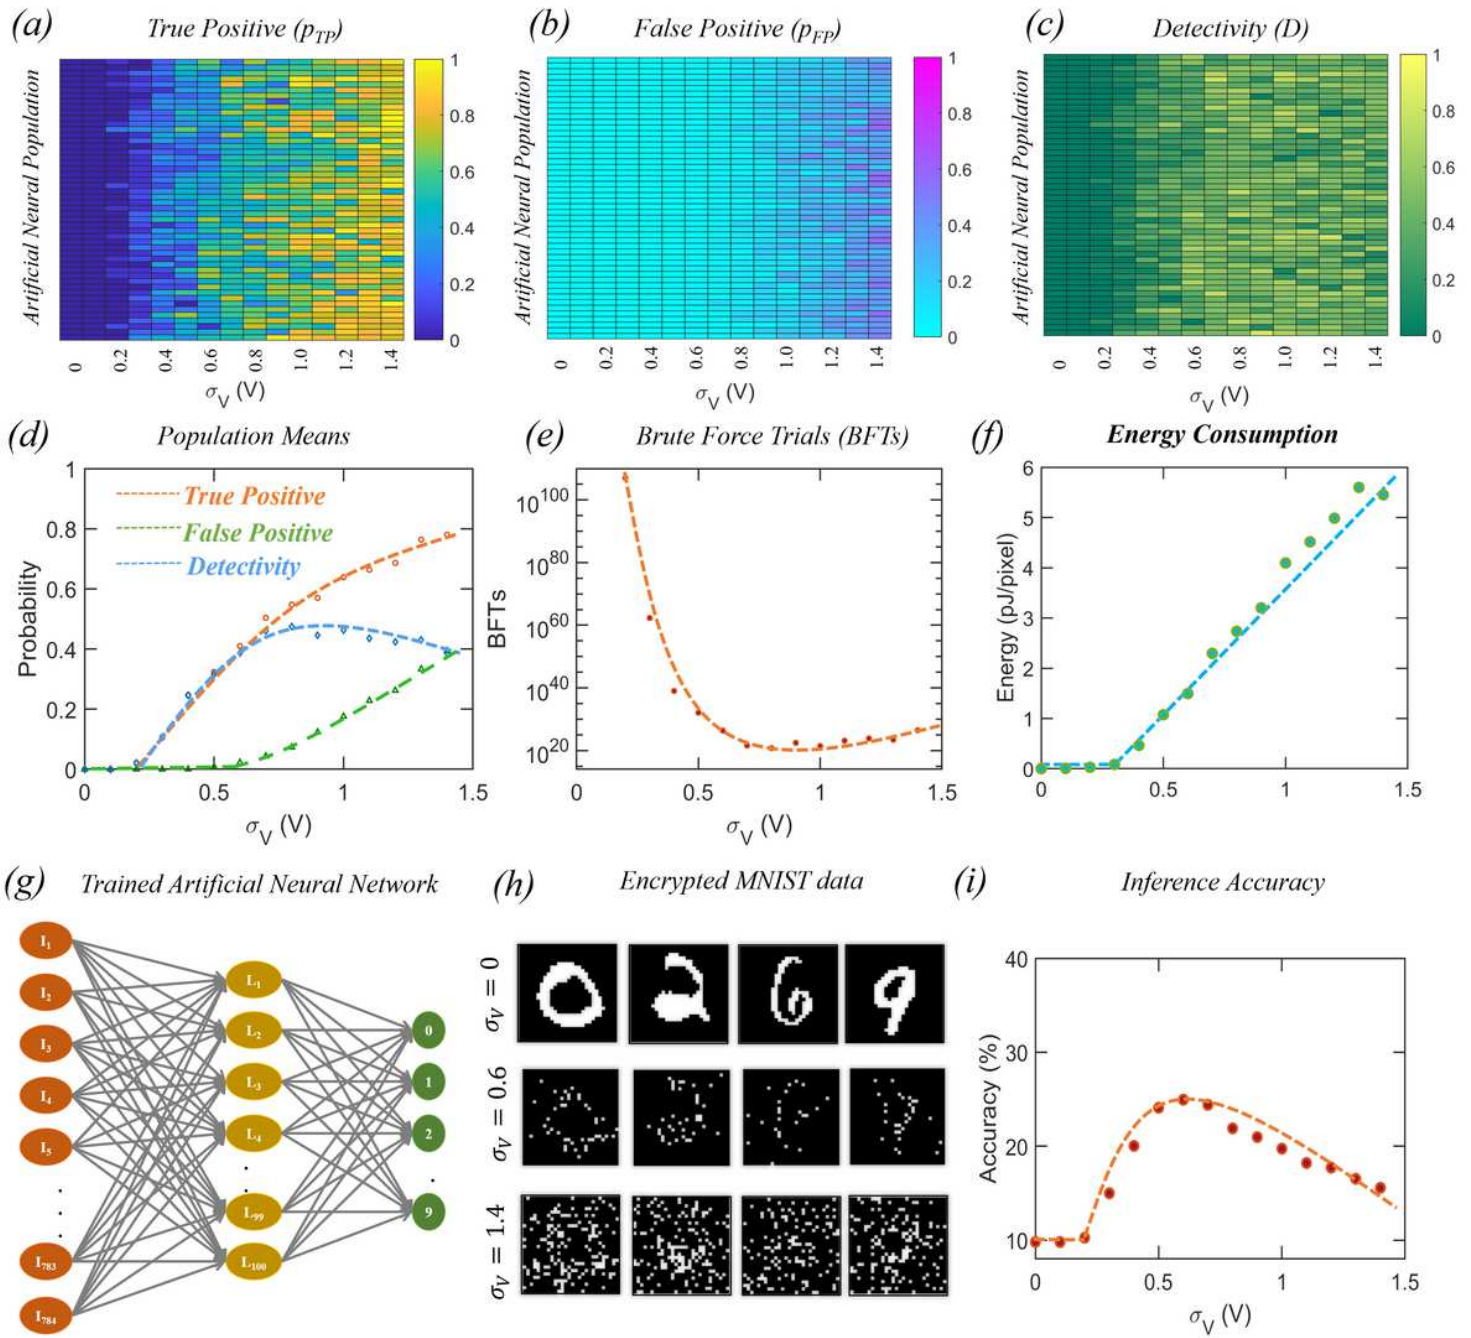 (a) True Positive (pTP)
Artificial Neural Population
1
0.8
0.6
0.4
0.2
0
0 0.2 0.4 0.6 0.8 1.0 1.2 1.4
σV (V)
(b) False Positive (pFP)
Artificial Neural Population
1
0.8
0.6
0.4
0.2
0
0 0.2 0.4 0.6 0.8 1.0 1.2 1.4
σV (V)
(c) Detectivity (D)
Artificial Neural Population
1
0.8
0.6
0.4
0.2
0
0 0.2 0.4 0.6 0.8 1.0 1.2 1.4
σV (V)
(d) Population Means
Probability
1
0.8
0.6
0.4
0.2
0
True Positive
False Positive
Detectivity
0 0.5 1 1.5
σV (V)
(e) Brute Force Trials (BFTs)
BFTs
10^100
10^80
10^60
10^40
10^20
0 0.5 1 1.5
σV (V)
(f) Energy Consumption
Energy (pJ/pixel)
6
5
4
3
2
1
0
0 0.5 1 1.5
(g) Trained Artificial Neural Network
I1
I2
I3
I4
I5
I783
I784
L1
L2
L3
L4
L99
L100
0
1
2
9
(h) Encrypted MNIST data
σV = 0
σV = 0.6
σV = 1.4
(i) Inference Accuracy
Accuracy (%)
40
30
20
10
0 0.5 1 1.5
σV (V)